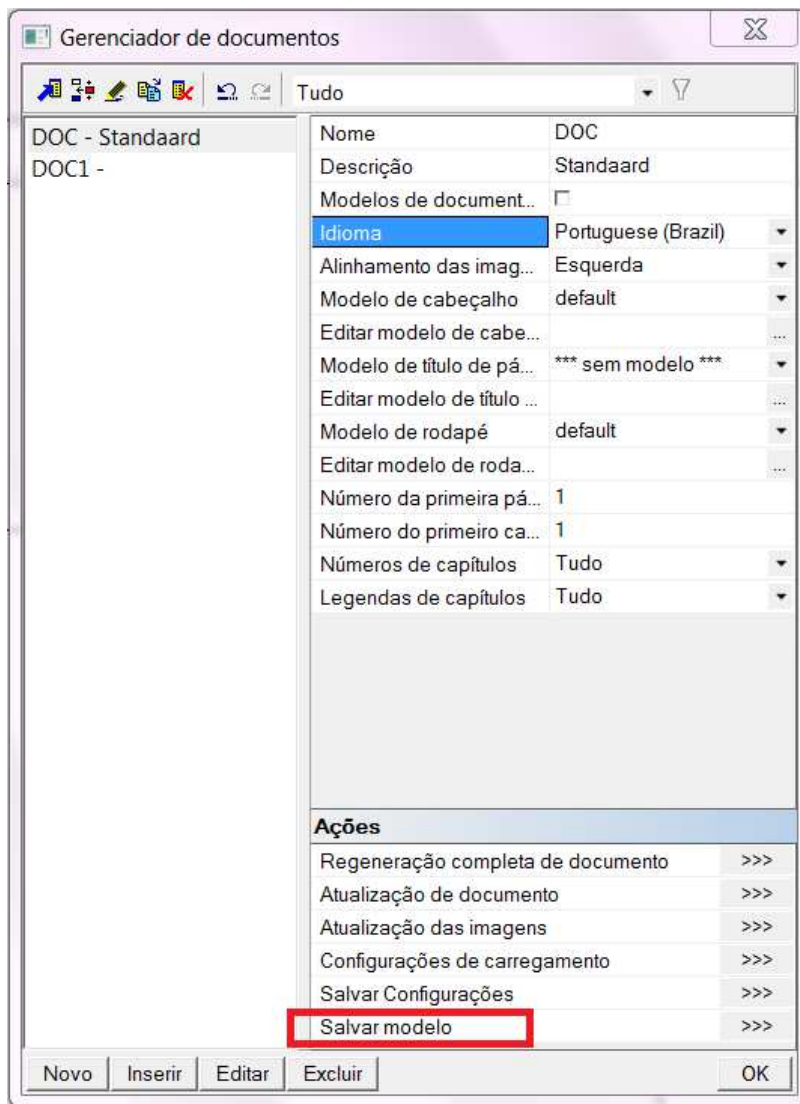 Gerenciador de documentos
Tudo
DOC - Standaard
DOC1 -
Nome DOC
Descrição Standaard
Modelos de document...
Idioma Portuguese (Brazil)
Alinhamento das imag... Esquerda
Modelo de cabeçalho default
Editar modelo de cabe... ...
Modelo de título de pá... *** sem modelo ***
Editar modelo de título ... ...
Modelo de rodapé default
Editar modelo de roda... ...
Número da primeira pá... 1
Número do primeiro ca... 1
Números de capítulos Tudo
Legendas de capítulos Tudo
Ações
Regeneração completa de documento >>>
Atualização de documento >>>
Atualização das imagens >>>
Configurações de carregamento >>>
Salvar Configurações >>>
Salvar modelo >>>
Novo Inserir Editar Excluir OK